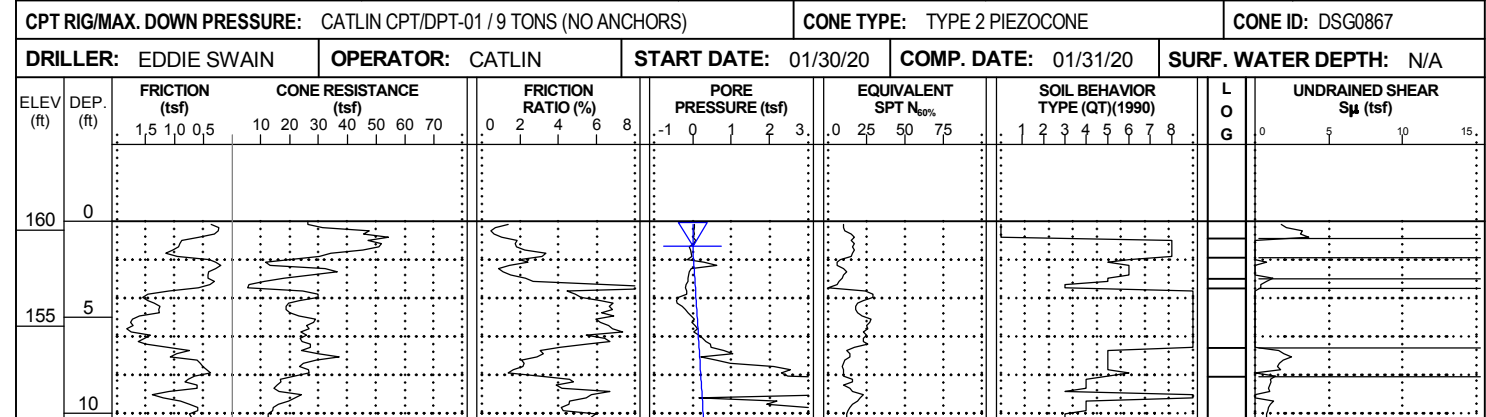 CPT RIG/MAX. DOWN PRESSURE: CATLIN CPT/DPT-01 / 9 TONS (NO ANCHORS) CONE TYPE: TYPE 2 PIEZOCONE CONE ID: DSG0867
DRILLER: EDDIE SWAIN OPERATOR: CATLIN START DATE: 01/30/20 COMP. DATE: 01/31/20 SURF. WATER DEPTH: N/A
ELEV (ft)
DEP. (ft)
FRICTION (tsf)
1,5 1,0 0,5
CONE RESISTANCE (tsf)
10 20 30 40 50 60 70
FRICTION RATIO (%)
0 2 4 6 8
PORE PRESSURE (tsf)
-1 0 1 2 3
EQUIVALENT SPT N60%
0 25 50 75
SOIL BEHAVIOR TYPE (QT)(1990)
1 2 3 4 5 6 7 8
L
O
G
UNDRAINED SHEAR Sµ (tsf)
0 5 10 15
160 0
155 5
10